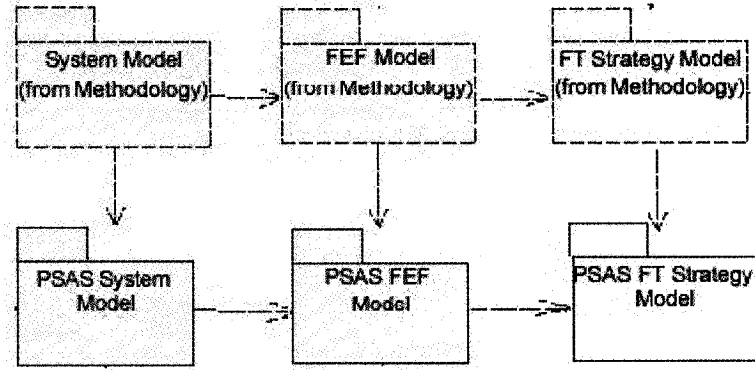 System Model
(from Methodology)
FEF Model
(from Methodology)
FT Strategy Model
(from Methodology)
PSAS System
Model
PSAS FEF
Model
PSAS FT Strategy
Model